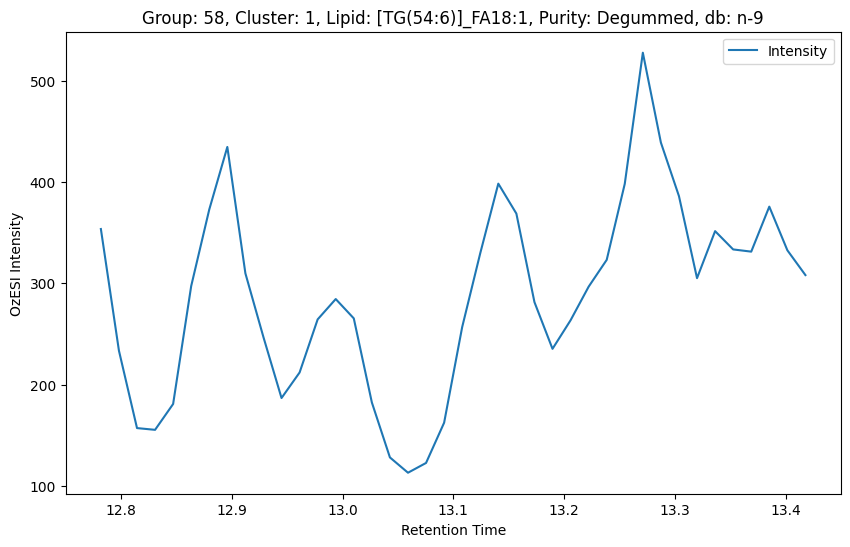 Group: 58, Cluster: 1, Lipid: [TG(54:6)]_FA18:1, Purity: Degummed, db: n-9
Intensity
500
400
300
200
100
OzESI Intensity
12.8 12.9 13.0 13.1 13.2 13.3 13.4
Retention Time